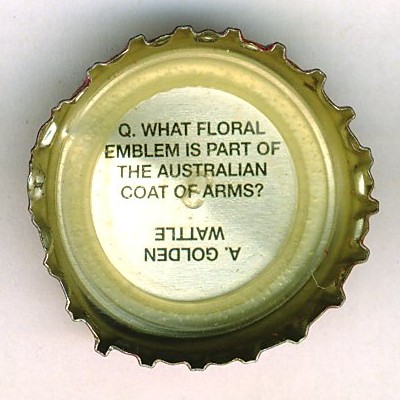 Q. WHAT FLORAL
EMBLEM IS PART OF
THE AUSTRALIAN
COAT OF ARMS?
A. GOLDEN
WATTLE